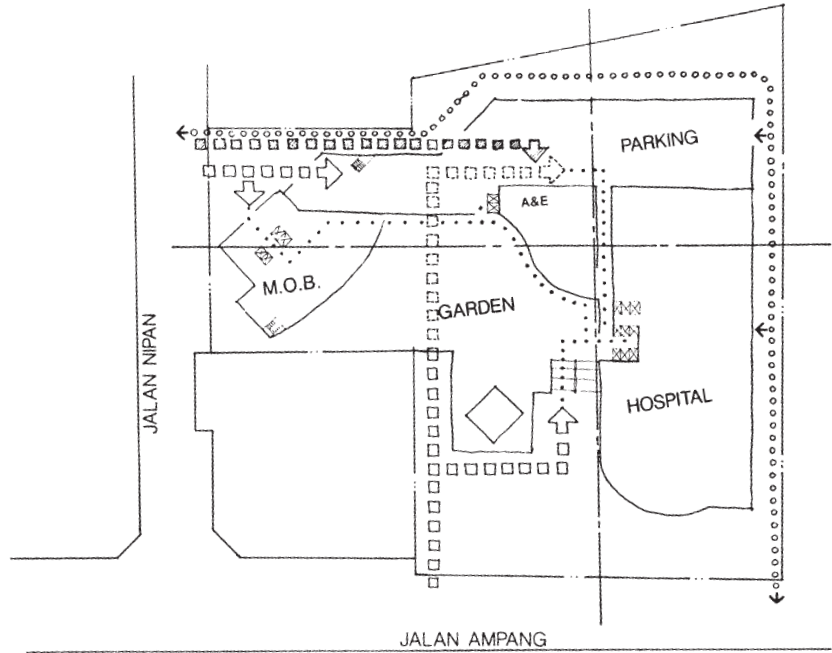 PARKING
A&E
M.O.B.
GARDEN
JALAN NIPAN
HOSPITAL
JALAN AMPANG